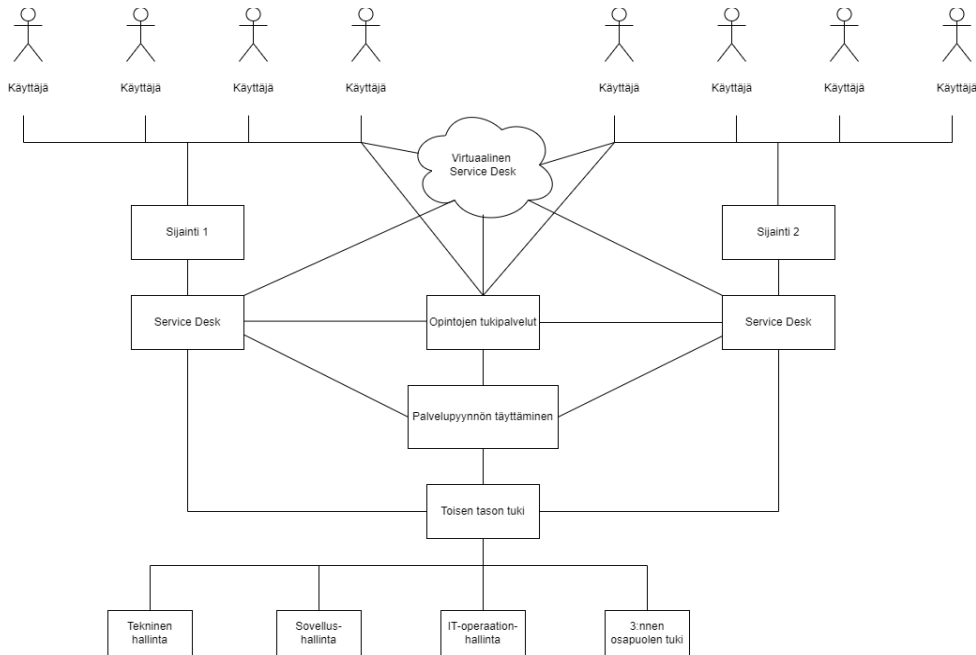 Käyttäjä
Käyttäjä
Käyttäjä
Käyttäjä
Käyttäjä
Käyttäjä
Käyttäjä
Käyttäjä
Virtuaalinen
Service Desk
Sijainti 1
Sijainti 2
Service Desk
Opintojen tukipalvelut
Service Desk
Palvelupyynnön täyttäminen
Toisen tason tuki
Tekninen
hallinta
Sovellus-
hallinta
IT-operaation-
hallinta
3:nnen
osapuolen tuki